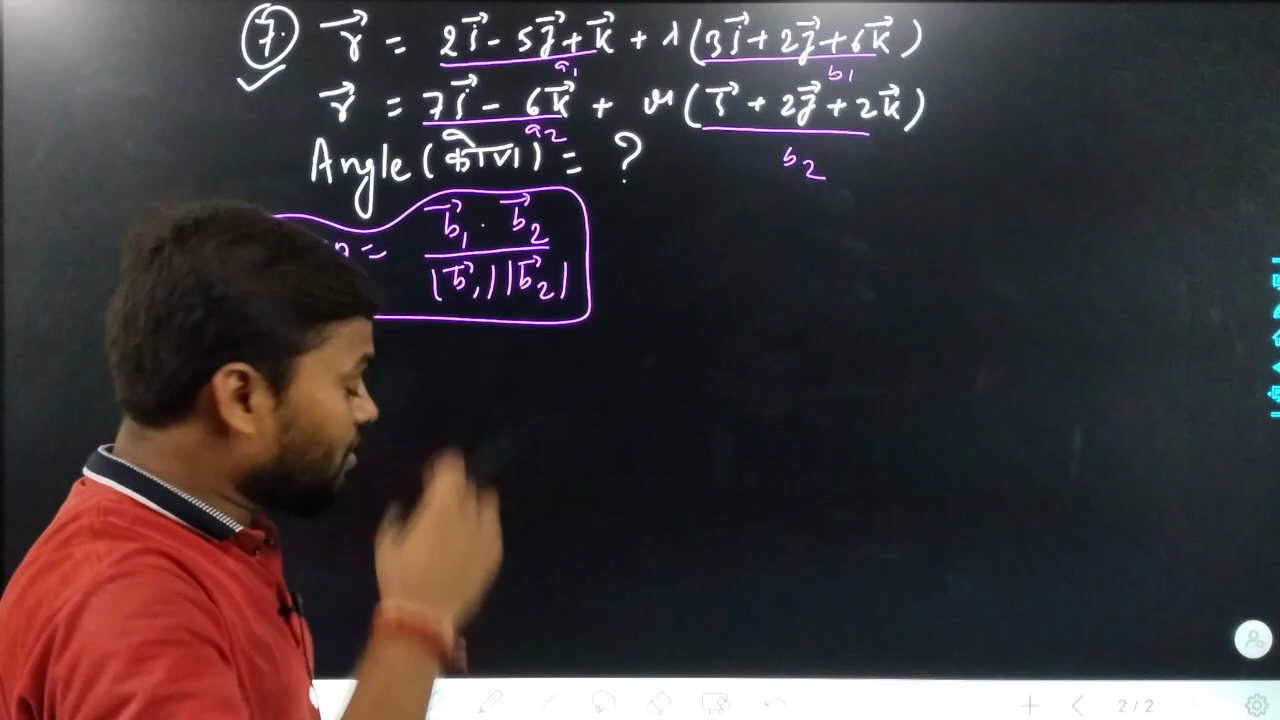 7. r⃗ = 2i⃗ - 5j⃗ + k⃗ + λ(3i⃗ + 2j⃗ + 6k⃗)
a₁ b₁
r⃗ = 7i⃗ - 6k⃗ + μ(i⃗ + 2j⃗ + 2k⃗)
a₂ b₂
Angle (कोण) = ?
= b⃗₁ · b⃗₂ / |b⃗₁||b⃗₂|
2/2